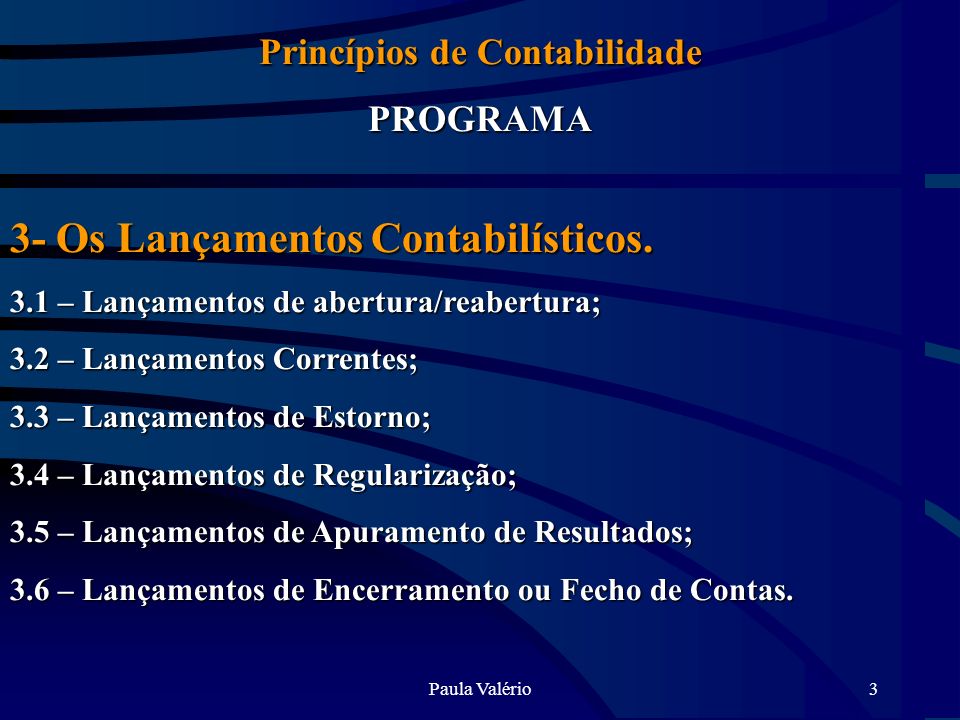 Princípios de Contabilidade
PROGRAMA
3- Os Lançamentos Contabilísticos.
3.1 – Lançamentos de abertura/reabertura;
3.2 – Lançamentos Correntes;
3.3 – Lançamentos de Estorno;
3.4 – Lançamentos de Regularização;
3.5 – Lançamentos de Apuramento de Resultados;
3.6 – Lançamentos de Encerramento ou Fecho de Contas.
Paula Valério 3